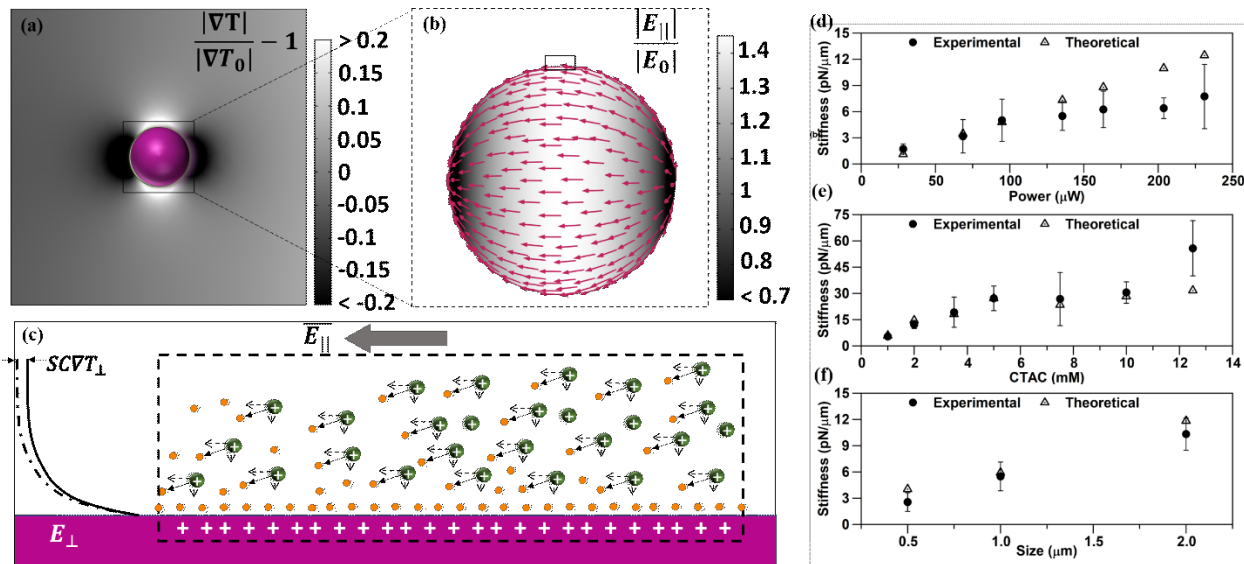 (a)
|∇T|
|∇T₀|
− 1
> 0.2
0.15
0.1
0.05
0
-0.05
-0.1
-0.15
< -0.2
(b)
|E||||
|E₀|
1.4
1.3
1.2
1.1
1
0.9
0.8
< 0.7
(c)
E||
SC∇T⊥
+ + + + + + + + + + + + + + + + + + + +
E⊥
(d)
Experimental Theoretical
Stiffness (pN/μm)
15
12
9
6
3
0
0 50 100 150 200 250
Power (μW)
(e)
Experimental Theoretical
Stiffness (pN/μm)
75
60
45
30
15
0
0 2 4 6 8 10 12 14
CTAC (mM)
(f)
Experimental Theoretical
Stiffness (pN/μm)
15
12
9
6
3
0
0.5 1.0 1.5 2.0
Size (μm)